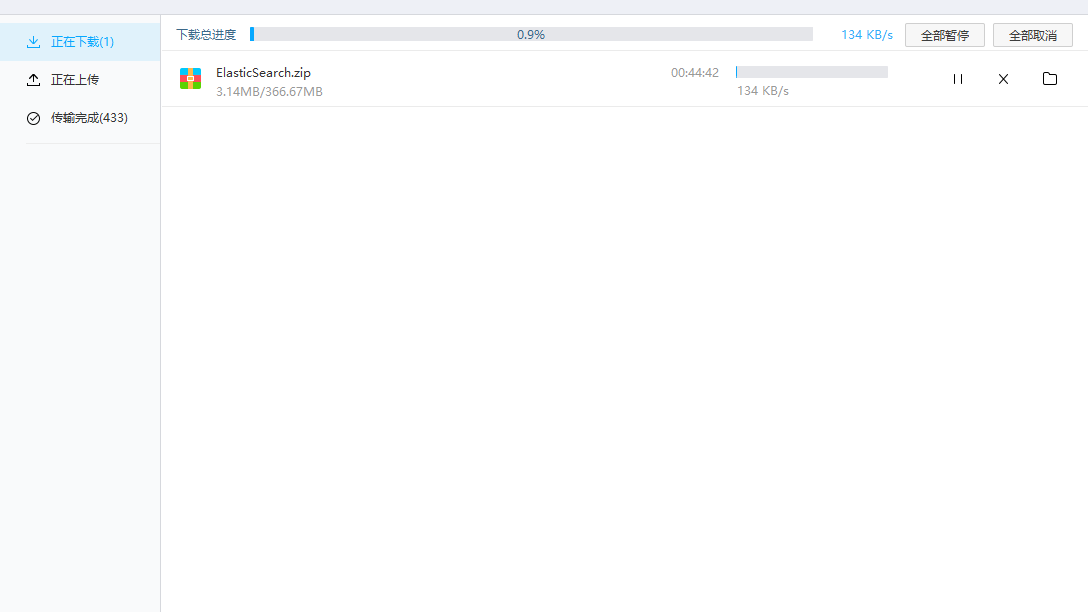 正在下载(1)
正在上传
传输完成(433)
下载总进度 0.9% 134 KB/s 全部暂停 全部取消
ElasticSearch.zip 00:44:42
3.14MB/366.67MB 134 KB/s